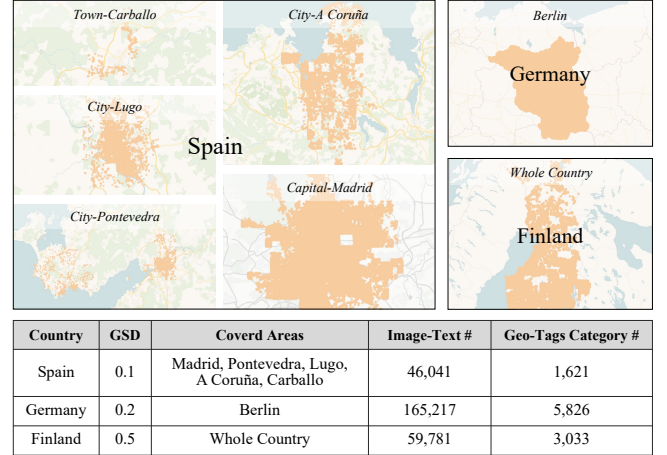 Town-Carballo
City-A Coruña
Berlin
Germany
City-Lugo
Spain
Whole Country
Capital-Madrid
City-Pontevedra
Finland
Country GSD Coverd Areas Image-Text # Geo-Tags Category #
Spain 0.1 Madrid, Pontevedra, Lugo, A Coruña, Carballo 46,041 1,621
Germany 0.2 Berlin 165,217 5,826
Finland 0.5 Whole Country 59,781 3,033